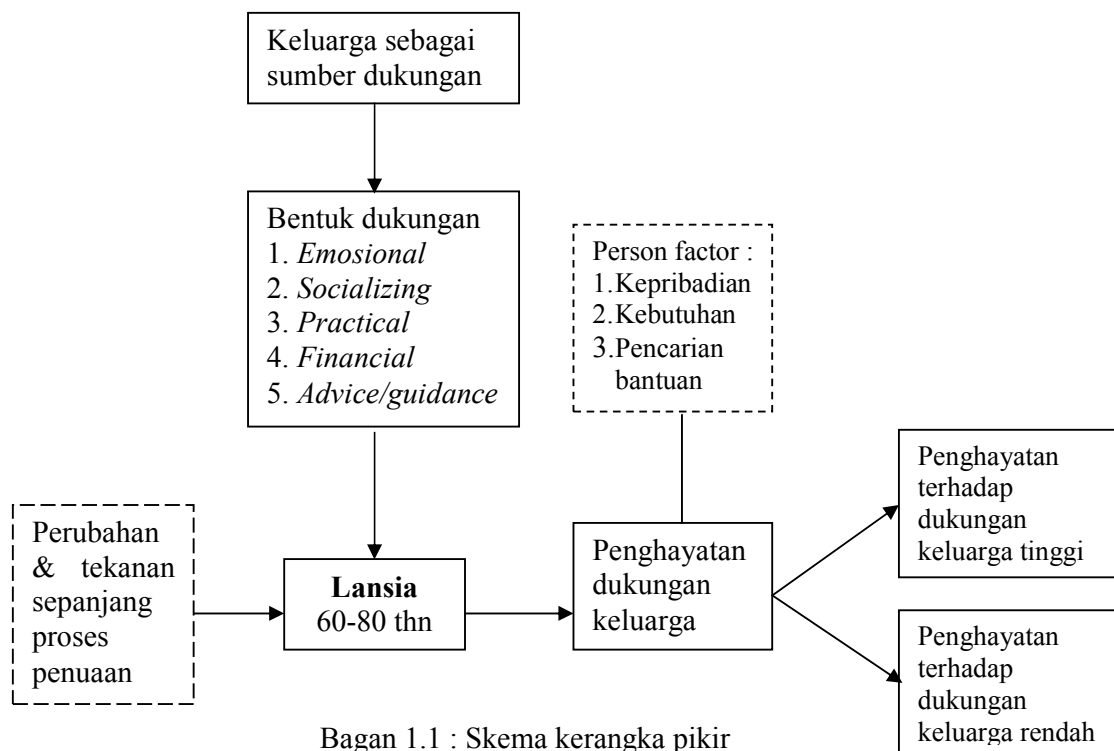 Keluarga sebagai
sumber dukungan
Bentuk dukungan
1. Emosional
2. Socializing
3. Practical
4. Financial
5. Advice/guidance
Person factor :
1.Kepribadian
2.Kebutuhan
3.Pencarian
bantuan
Perubahan
& tekanan
sepanjang
proses
penuaan
Lansia
60-80 thn
Penghayatan
dukungan
keluarga
Penghayatan
terhadap
dukungan
keluarga tinggi
Penghayatan
terhadap
dukungan
keluarga rendah
Bagan 1.1 : Skema kerangka pikir